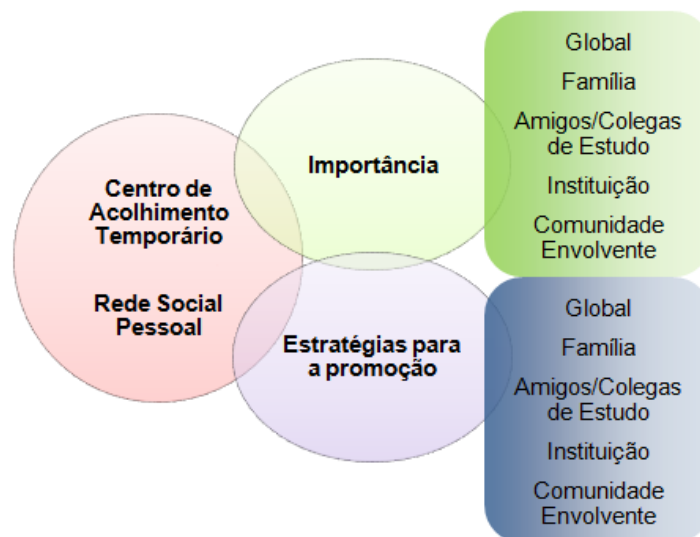 Centro de
Acolhimento
Temporário
Rede Social
Pessoal
Importância
Estratégias para
a promoção
Global
Família
Amigos/Colegas
de Estudo
Instituição
Comunidade
Envolvente
Global
Família
Amigos/Colegas
de Estudo
Instituição
Comunidade
Envolvente